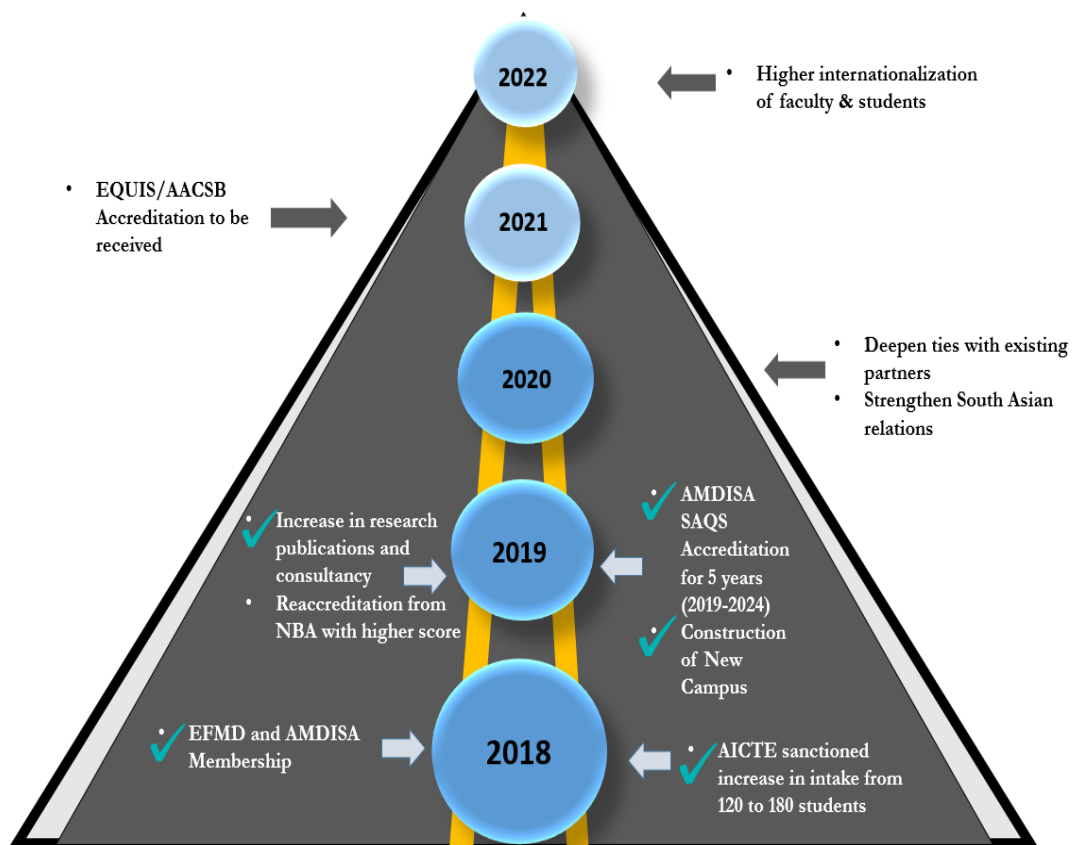 2022
• Higher internationalization
of faculty & students
• EQUIS/AACSB
Accreditation to be
received
2021
2020
• Deepen ties with existing
partners
• Strengthen South Asian
relations
• Increase in research
publications and
consultancy
• Reaccreditation from
NBA with higher score
2019
• AMDISA
SAQS
Accreditation
for 5 years
(2019-2024)
• Construction
of New
Campus
• EFMD and AMDISA
Membership
2018
• AICTE sanctioned
increase in intake from
120 to 180 students